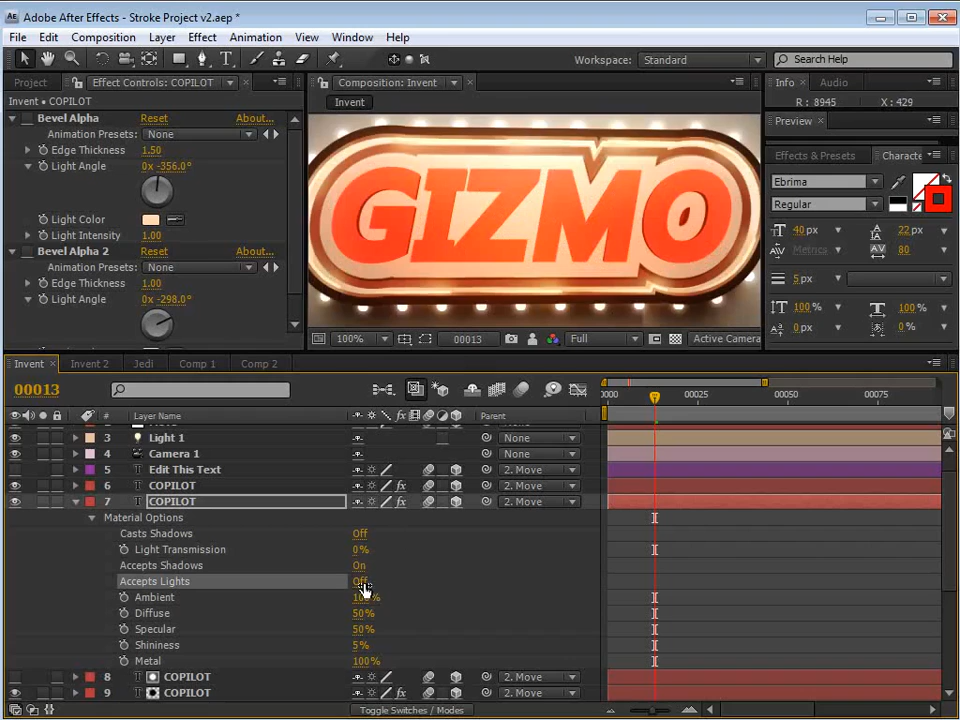 Adobe After Effects - Stroke Project v2.aep *
File Edit Composition Layer Effect Animation View Window Help
Workspace: Standard Search Help
Project Effect Controls: COPILOT Composition: Invent Info Audio
Invent • COPILOT Invent R : 8945 X : 429
Bevel Alpha Reset About...
Animation Presets: None
Edge Thickness 1.50
Light Angle 0x -356.0°
Light Color
Light Intensity 1.00
Bevel Alpha 2 Reset About...
Animation Presets: None
Edge Thickness 1.00
Light Angle 0x -298.0°
GIZMO
100% 00013 Full Active Camera
Preview
Effects & Presets Characte
Ebrima
Regular
40 px 22 px
Metrics 80
5 px
100 % 100 %
0 px 0 %
Invent Invent 2 Jedi Comp 1 Comp 2
00013 0000 00025 00050 00075
# Layer Name Parent
3 Light 1 None
4 Camera 1 None
5 Edit This Text 2. Move
6 COPILOT 2. Move
7 COPILOT 2. Move
Material Options
Casts Shadows Off
Light Transmission 0%
Accepts Shadows On
Accepts Lights Off
Ambient 100%
Diffuse 50%
Specular 50%
Shininess 5%
Metal 100%
8 COPILOT 2. Move
9 COPILOT 2. Move
Toggle Switches / Modes